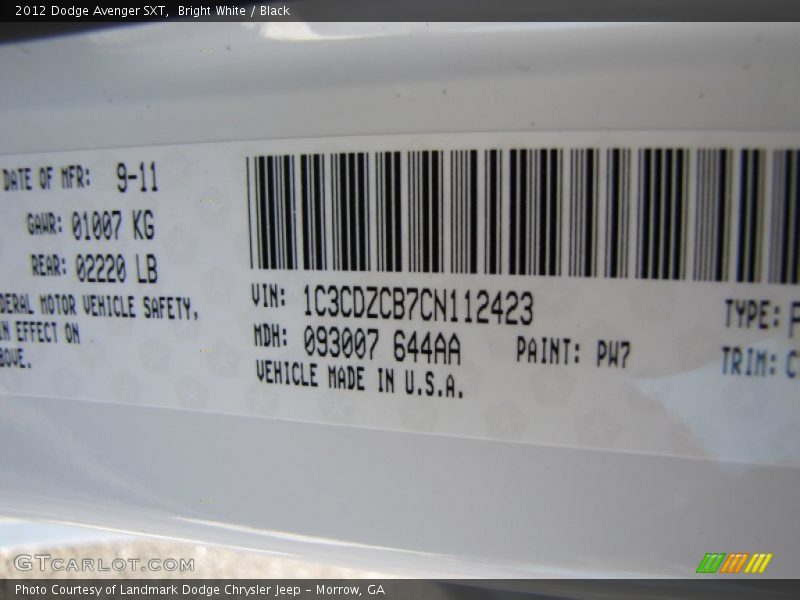 2012 Dodge Avenger SXT, Bright White / Black
DATE OF MFR: 9-11
GAWR: 01007 KG
REAR: 02220 LB
DERAL MOTOR VEHICLE SAFETY,
IN EFFECT ON
BOVE.
VIN: 1C3CDZCB7CN112423
MDH: 093007 644AA
PAINT: PW7
VEHICLE MADE IN U.S.A.
TYPE:
TRIM:
GTCARLOT.COM
Photo Courtesy of Landmark Dodge Chrysler Jeep – Morrow, GA